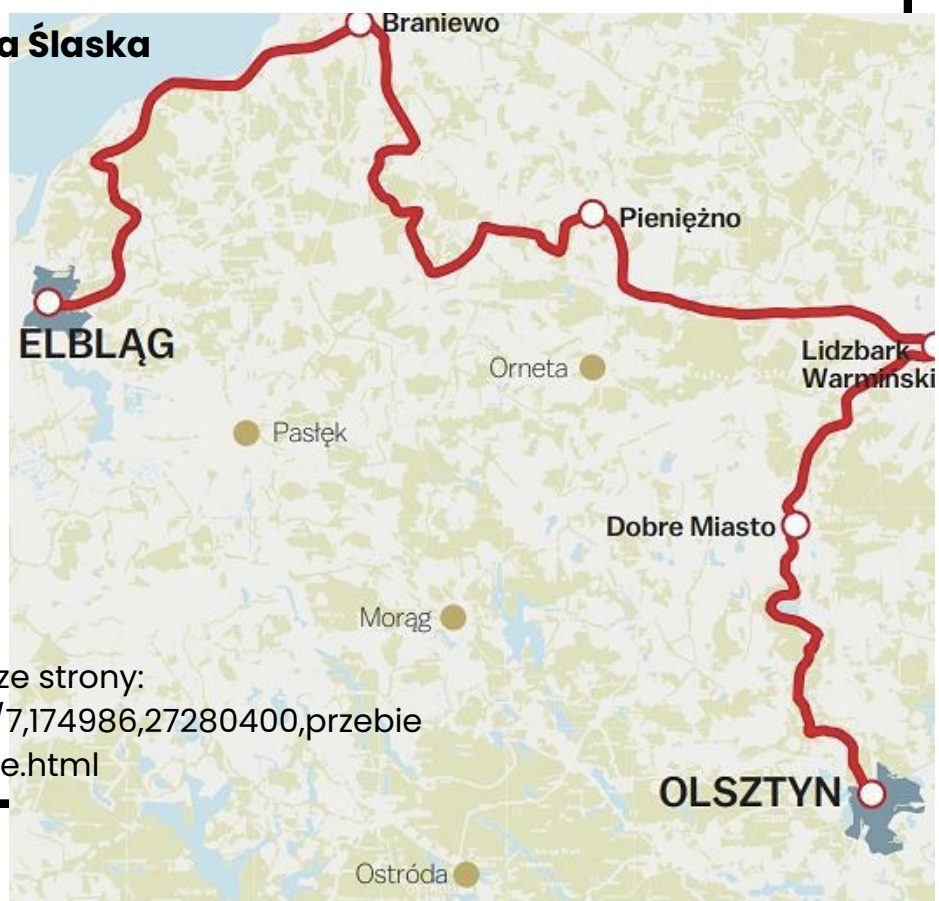 Braniewo
a Ślaska
Pieniężno
ELBLĄG
Lidzbark
Warmiński
Orneta
Pasłęk
Dobre Miasto
Morąg
ze strony:
/7,174986,27280400,przebie
e.html
OLSZTYN
Ostróda